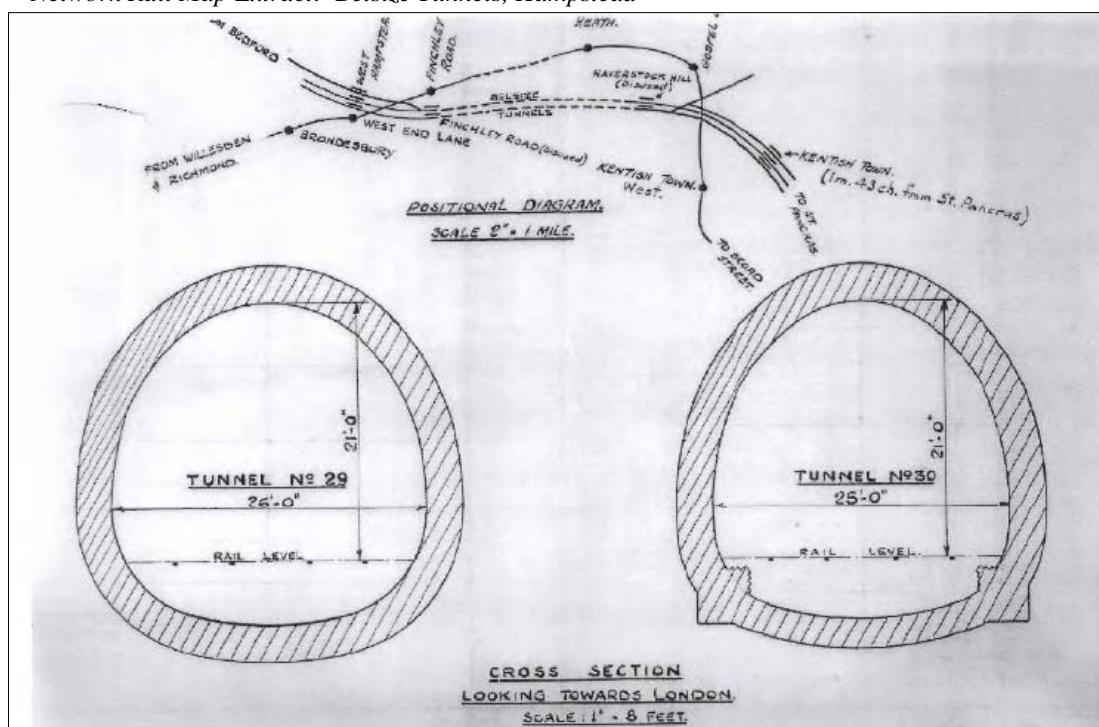 Network Rail Map Extract: Belsize Tunnels, Hampstead
BEDFORD
WEST
HAMPSTEAD
FINCHLEY
ROAD.
HEATH.
GOSPEL
HAVERSTOCK HILL
(Disused)
BELSIZE
TUNNELS
FINCHLEY ROAD (Disused)
WEST END LANE
BRONDESBURY
FROM WILLESDEN
& RICHMOND.
KENTISH TOWN
West.
KENTISH TOWN.
(1m. 43ch. from St. Pancras)
TO ST.
PANCRAS
TO BROAD
STREET.
POSITIONAL DIAGRAM.
SCALE 2" = 1 MILE.
21'-0"
TUNNEL Nº 29
26'-0"
RAIL LEVEL
21'-0"
TUNNEL Nº 30
25'-0"
RAIL LEVEL
CROSS SECTION
LOOKING TOWARDS LONDON.
SCALE : 1" = 8 FEET.